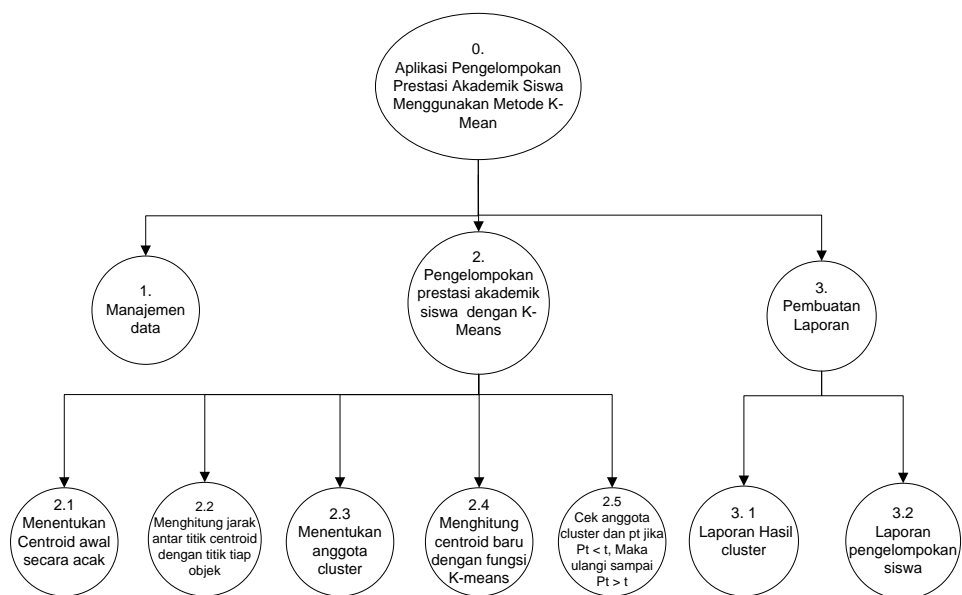 0.
Aplikasi Pengelompokan
Prestasi Akademik Siswa
Menggunakan Metode K-
Mean
1.
Manajemen
data
2.
Pengelompokan
prestasi akademik
siswa dengan K-
Means
3.
Pembuatan
Laporan
2.1
Menentukan
Centroid awal
secara acak
2.2
Menghitung jarak
antar titik centroid
dengan titik tiap
objek
2.3
Menentukan
anggota
cluster
2.4
Menghitung
centroid baru
dengan fungsi
K-means
2.5
Cek anggota
cluster dan pt jika
Pt < t, Maka
ulangi sampai
Pt > t
3. 1
Laporan Hasil
cluster
3.2
Laporan
pengelompokan
siswa